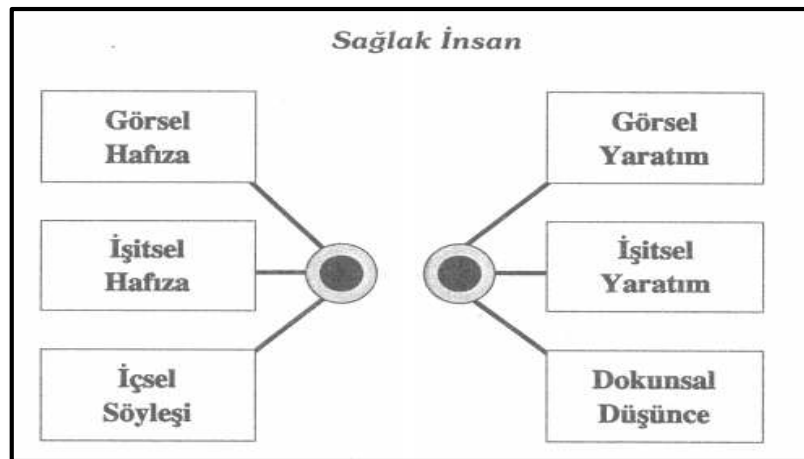 Sağlak İnsan
Görsel
Hafıza
Görsel
Yaratım
İşitsel
Hafıza
İşitsel
Yaratım
İçsel
Söyleşi
Dokunsal
Düşünce